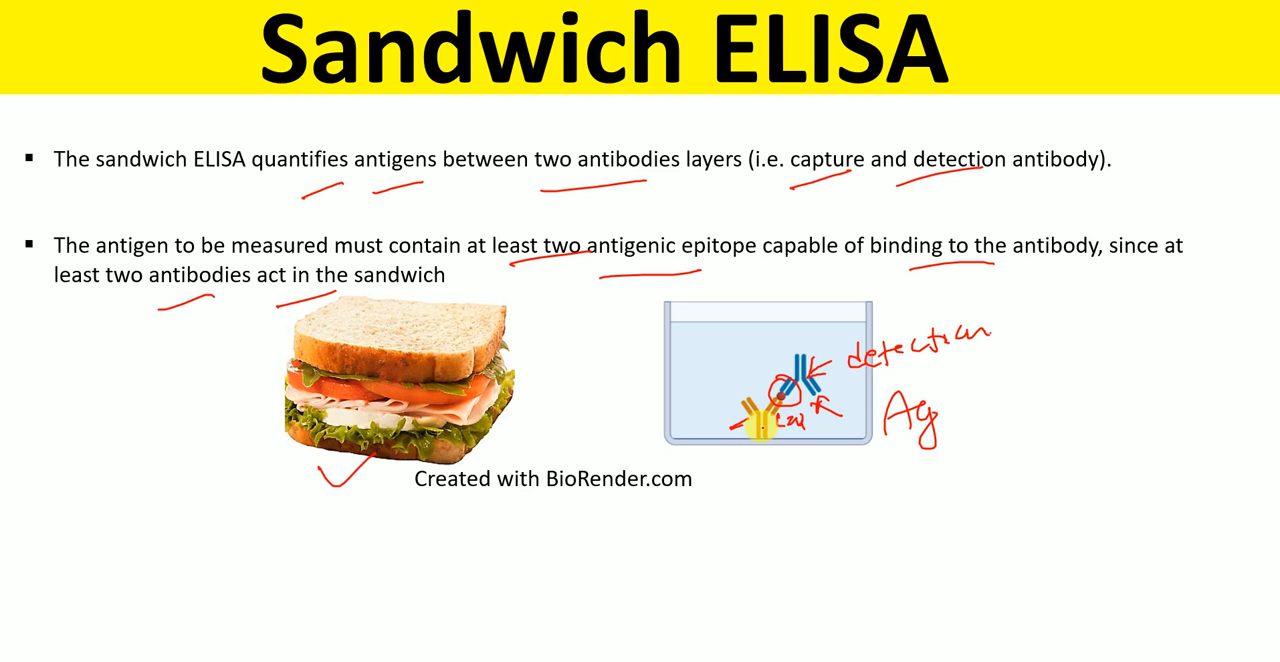 Sandwich ELISA
▪ The sandwich ELISA quantifies antigens between two antibodies layers (i.e. capture and detection antibody).
▪ The antigen to be measured must contain at least two antigenic epitope capable of binding to the antibody, since at
least two antibodies act in the sandwich
detection
Ag
Created with BioRender.com